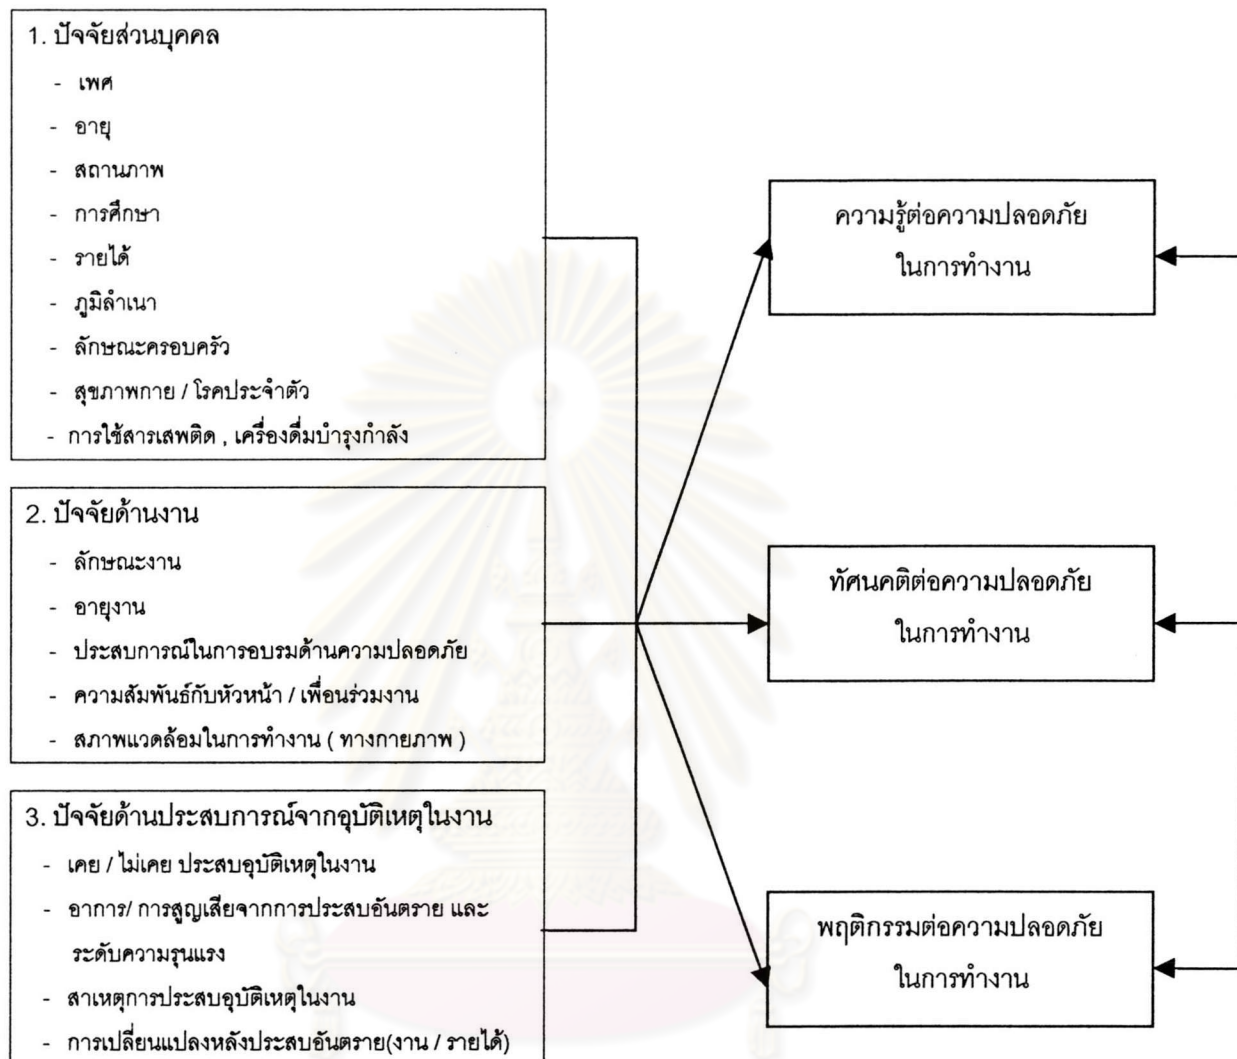 1. ปัจจัยส่วนบุคคล
- เพศ
- อายุ
- สถานภาพ
- การศึกษา
- รายได้
- ภูมิลำเนา
- ลักษณะครอบครัว
- สุขภาพกาย / โรคประจำตัว
- การใช้สารเสพติด , เครื่องดื่มบำรุงกำลัง
2. ปัจจัยด้านงาน
- ลักษณะงาน
- อายุงาน
- ประสบการณ์ในการอบรมด้านความปลอดภัย
- ความสัมพันธ์กับหัวหน้า / เพื่อนร่วมงาน
- สภาพแวดล้อมในการทำงาน ( ทางกายภาพ )
3. ปัจจัยด้านประสบการณ์จากอุบัติเหตุในงาน
- เคย / ไม่เคย ประสบอุบัติเหตุในงาน
- อาการ/ การสูญเสียจากการประสบอันตราย และ
ระดับความรุนแรง
- สาเหตุการประสบอุบัติเหตุในงาน
- การเปลี่ยนแปลงหลังประสบอันตราย(งาน / รายได้)
ความรู้ต่อความปลอดภัย
ในการทำงาน
ทัศนคติต่อความปลอดภัย
ในการทำงาน
พฤติกรรมต่อความปลอดภัย
ในการทำงาน